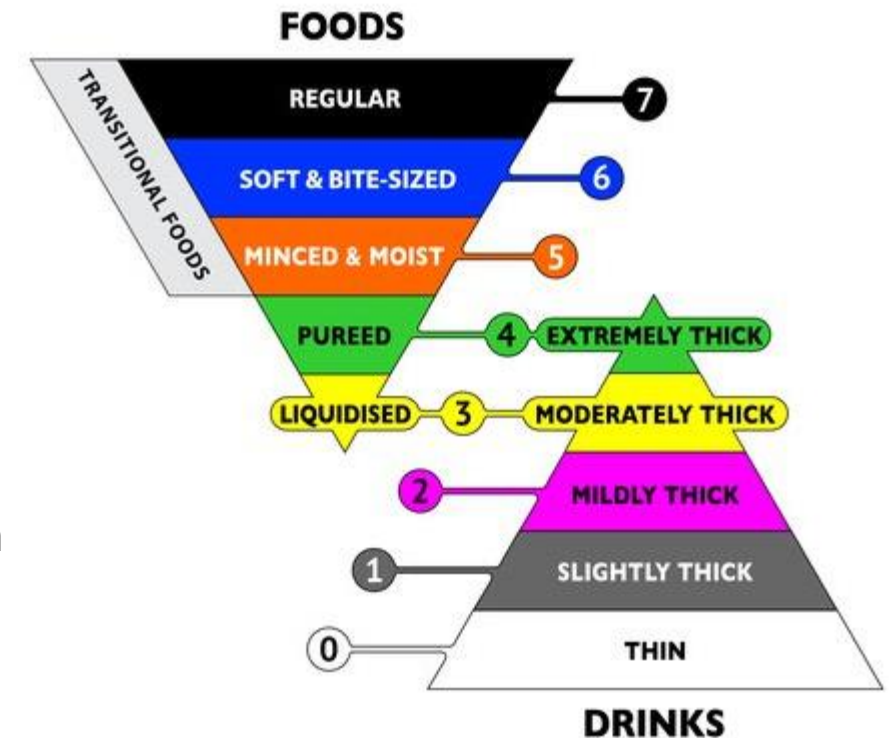 FOODS
TRANSITIONAL FOODS
REGULAR
7
SOFT & BITE-SIZED
6
MINCED & MOIST
5
PUREED
4
EXTREMELY THICK
LIQUIDISED
3
MODERATELY THICK
2
MILDLY THICK
1
SLIGHTLY THICK
0
THIN
DRINKS